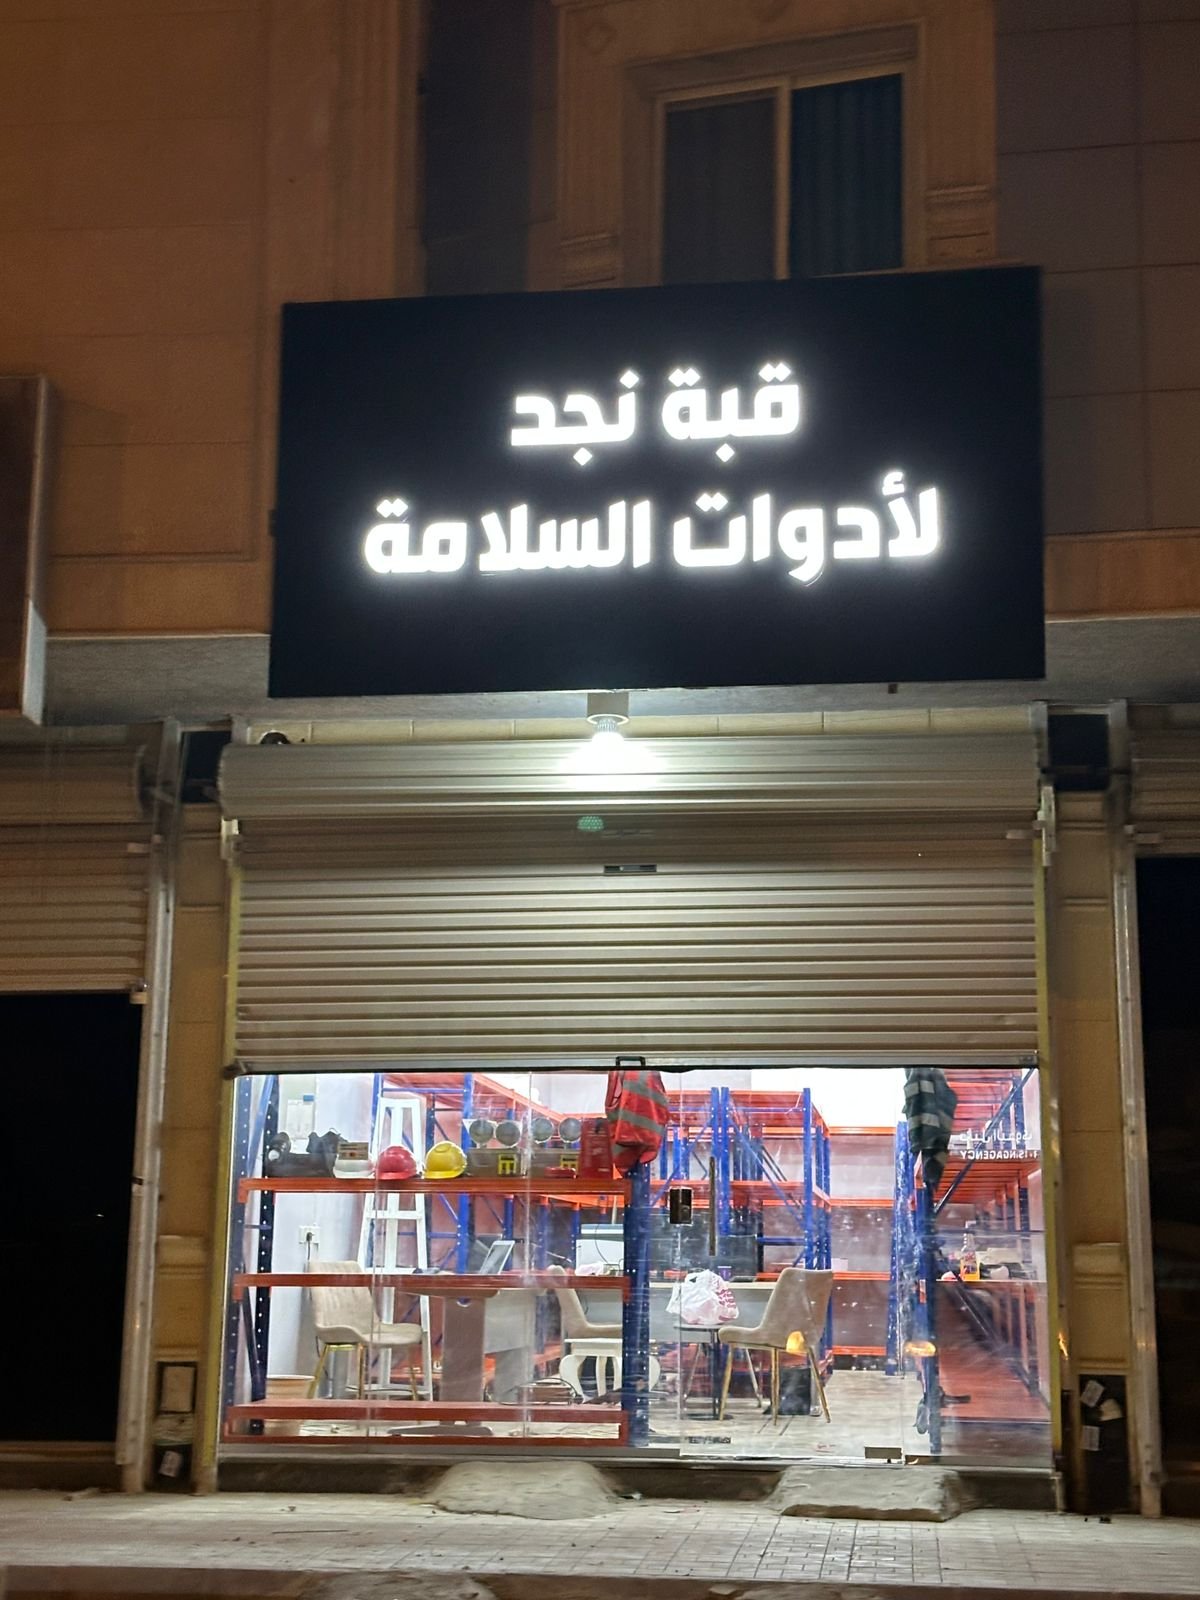 قبة نجد
لأدوات السلامة